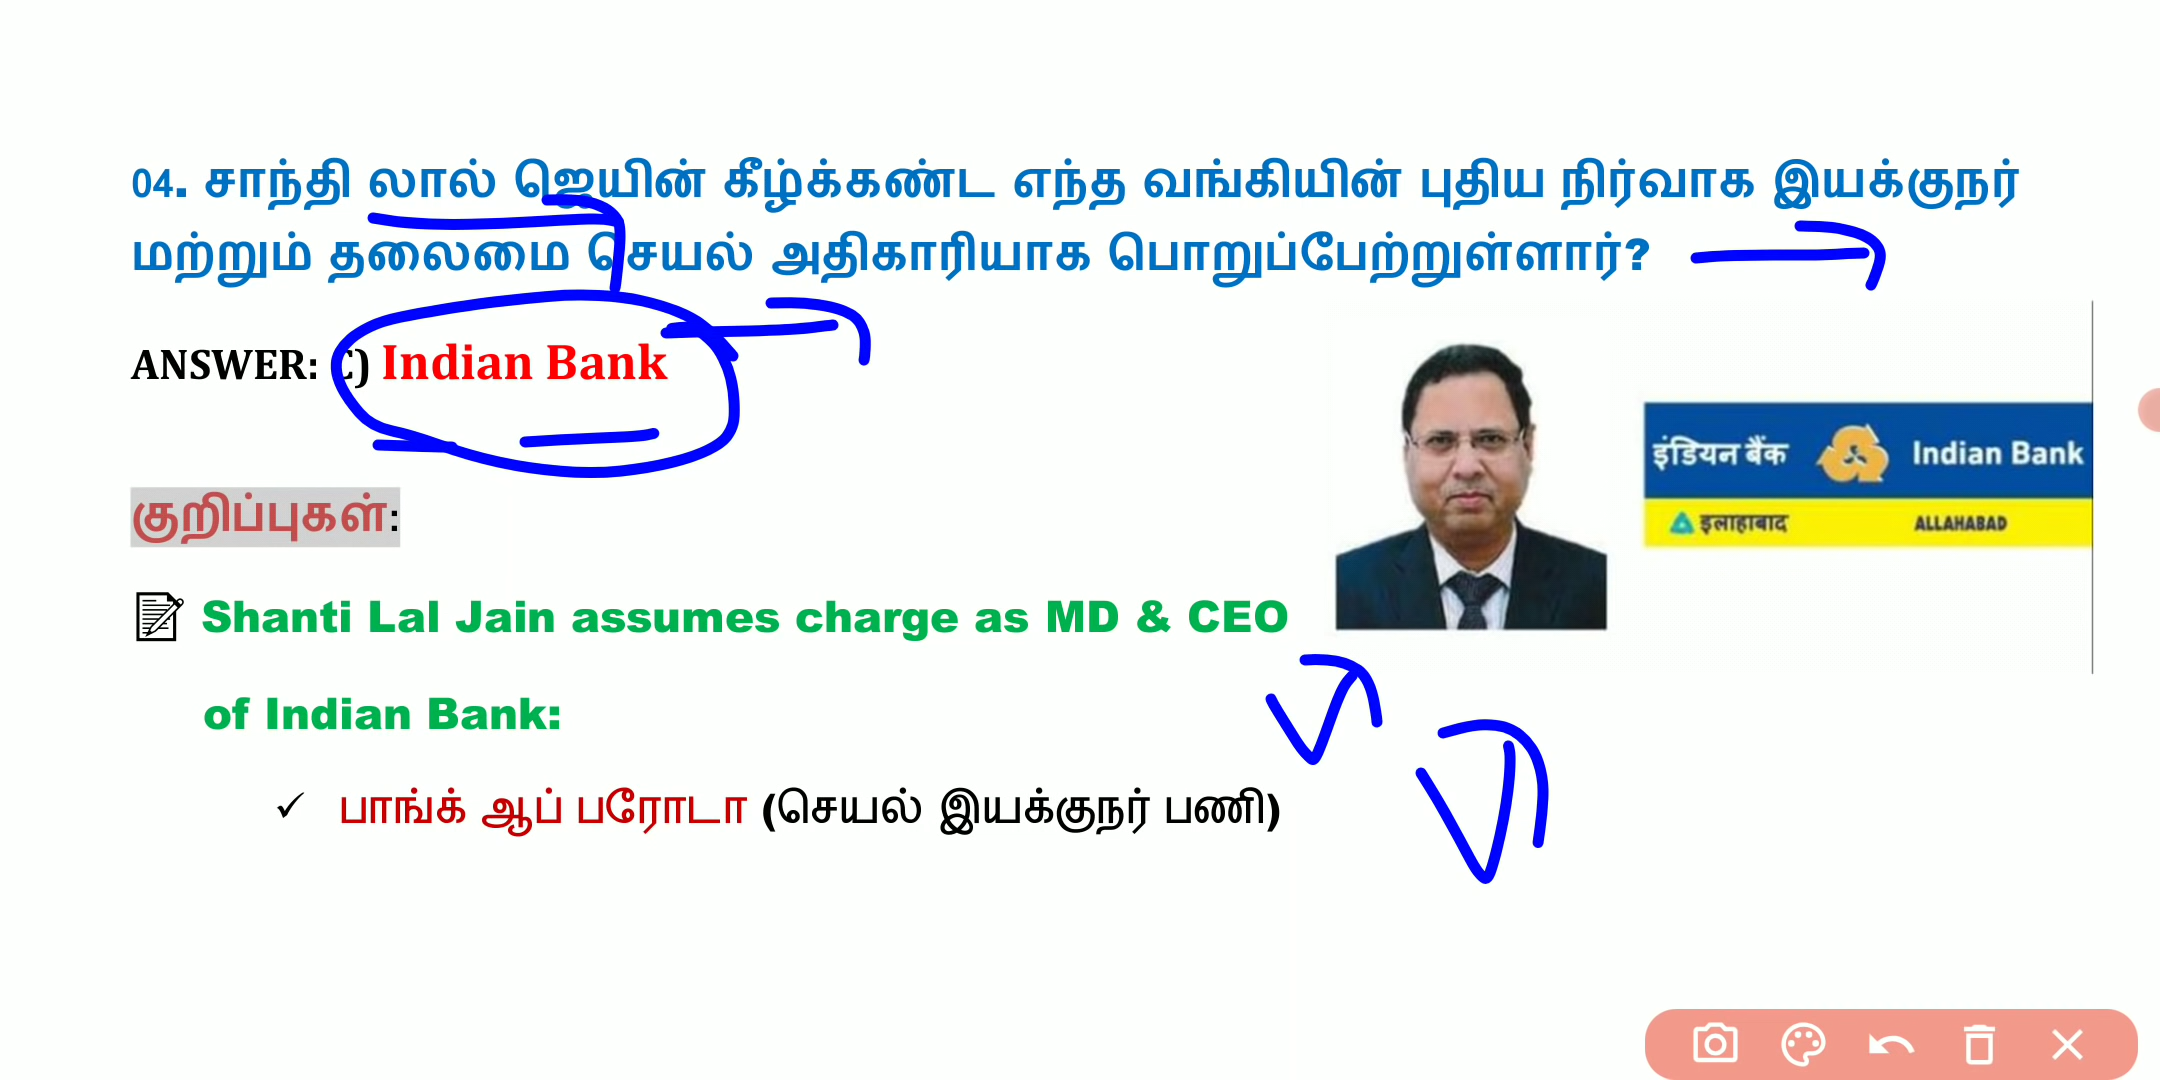 04. சாந்தி லால் ஜெயின் கீழ்க்கண்ட எந்த வங்கியின் புதிய நிர்வாக இயக்குநர்
மற்றும் தலைமை செயல் அதிகாரியாக பொறுப்பேற்றுள்ளார்?
ANSWER: C) Indian Bank
इंडियन बैंक Indian Bank
इलाहाबाद ALLAHABAD
குறிப்புகள்:
Shanti Lal Jain assumes charge as MD & CEO
of Indian Bank:
✓ பாங்க் ஆப் பரோடா (செயல் இயக்குநர் பணி)